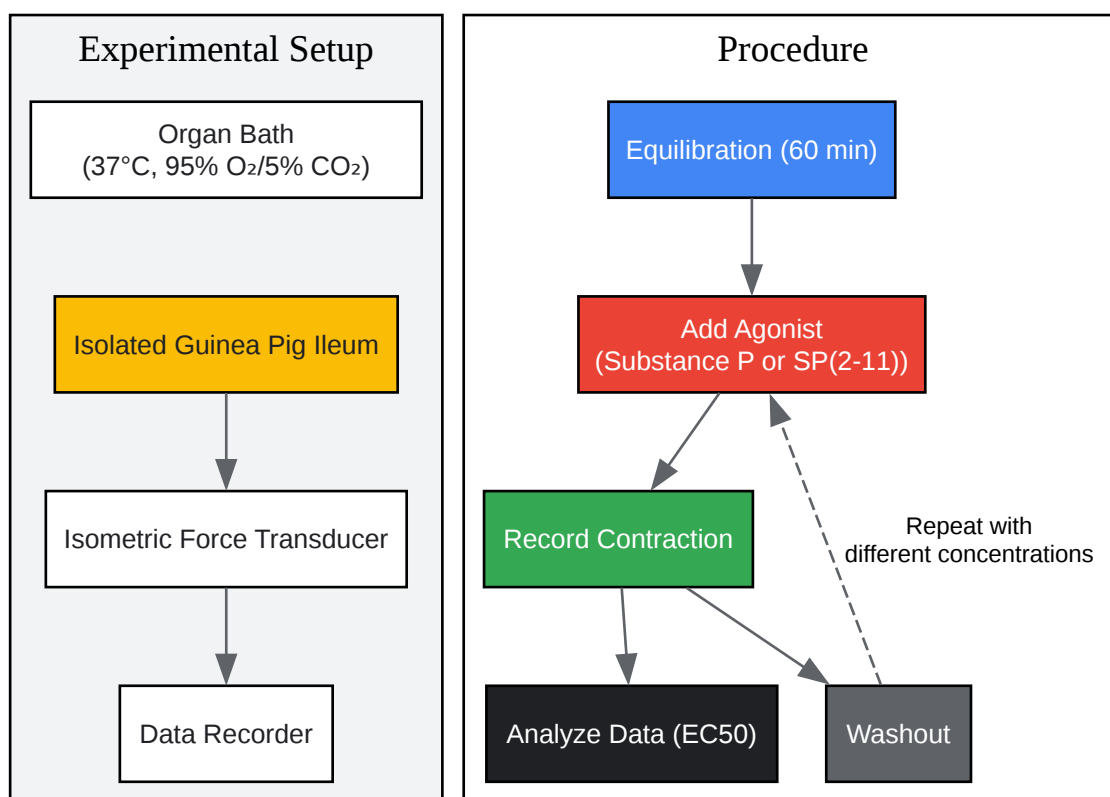 Experimental Setup
Organ Bath
(37°C, 95% O₂/5% CO₂)
Isolated Guinea Pig Ileum
Isometric Force Transducer
Data Recorder
Procedure
Equilibration (60 min)
Add Agonist
(Substance P or SP(2-11))
Record Contraction
Repeat with
different concentrations
Analyze Data (EC50)
Washout